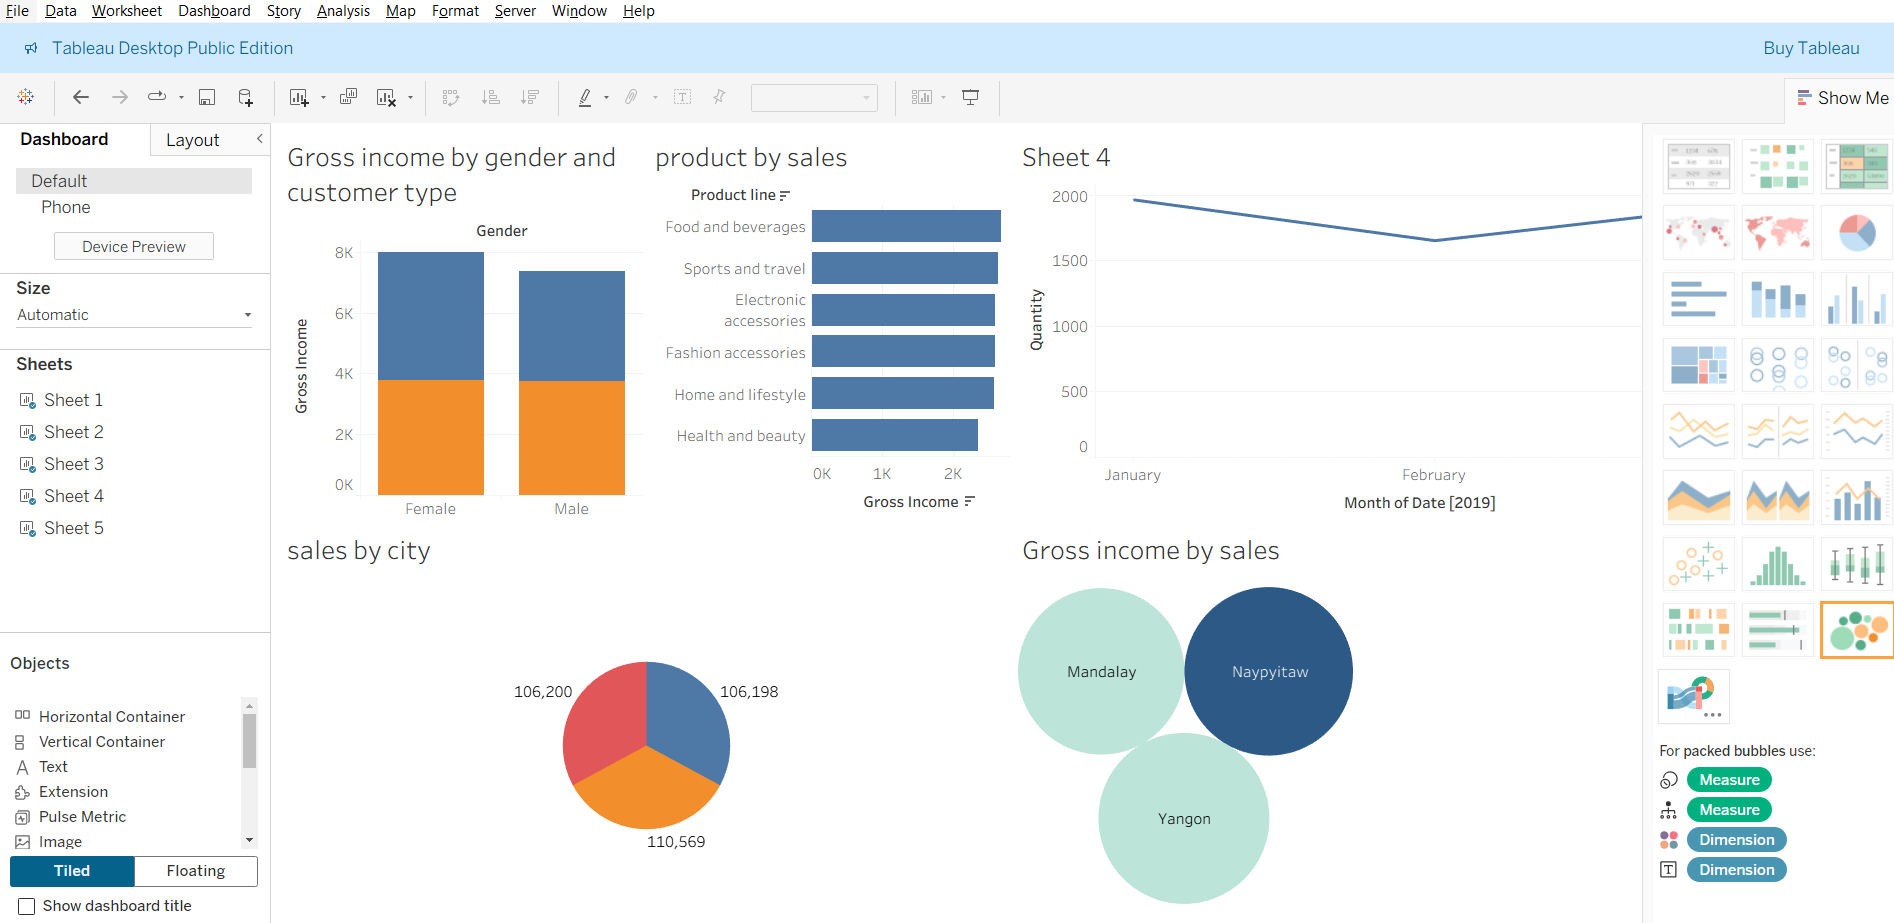 File Data Worksheet Dashboard Story Analysis Map Format Server Window Help
Tableau Desktop Public Edition
Buy Tableau
Show Me
Dashboard
Layout
Default
Phone
Device Preview
Size
Automatic
Sheets
Sheet 1
Sheet 2
Sheet 3
Sheet 4
Sheet 5
Objects
Horizontal Container
Vertical Container
Text
Extension
Pulse Metric
Image
Tiled
Floating
Show dashboard title
Gross income by gender and
customer type
Gender
Gross Income
8K
6K
4K
2K
0K
Female
Male
product by sales
Product line
Food and beverages
Sports and travel
Electronic
accessories
Fashion accessories
Home and lifestyle
Health and beauty
0K
1K
2K
Gross Income
Sheet 4
Quantity
2000
1500
1000
500
0
January
February
Month of Date [2019]
sales by city
106,200
106,198
110,569
Gross income by sales
Mandalay
Naypyitaw
Yangon
For packed bubbles use:
Measure
Measure
Dimension
T
Dimension